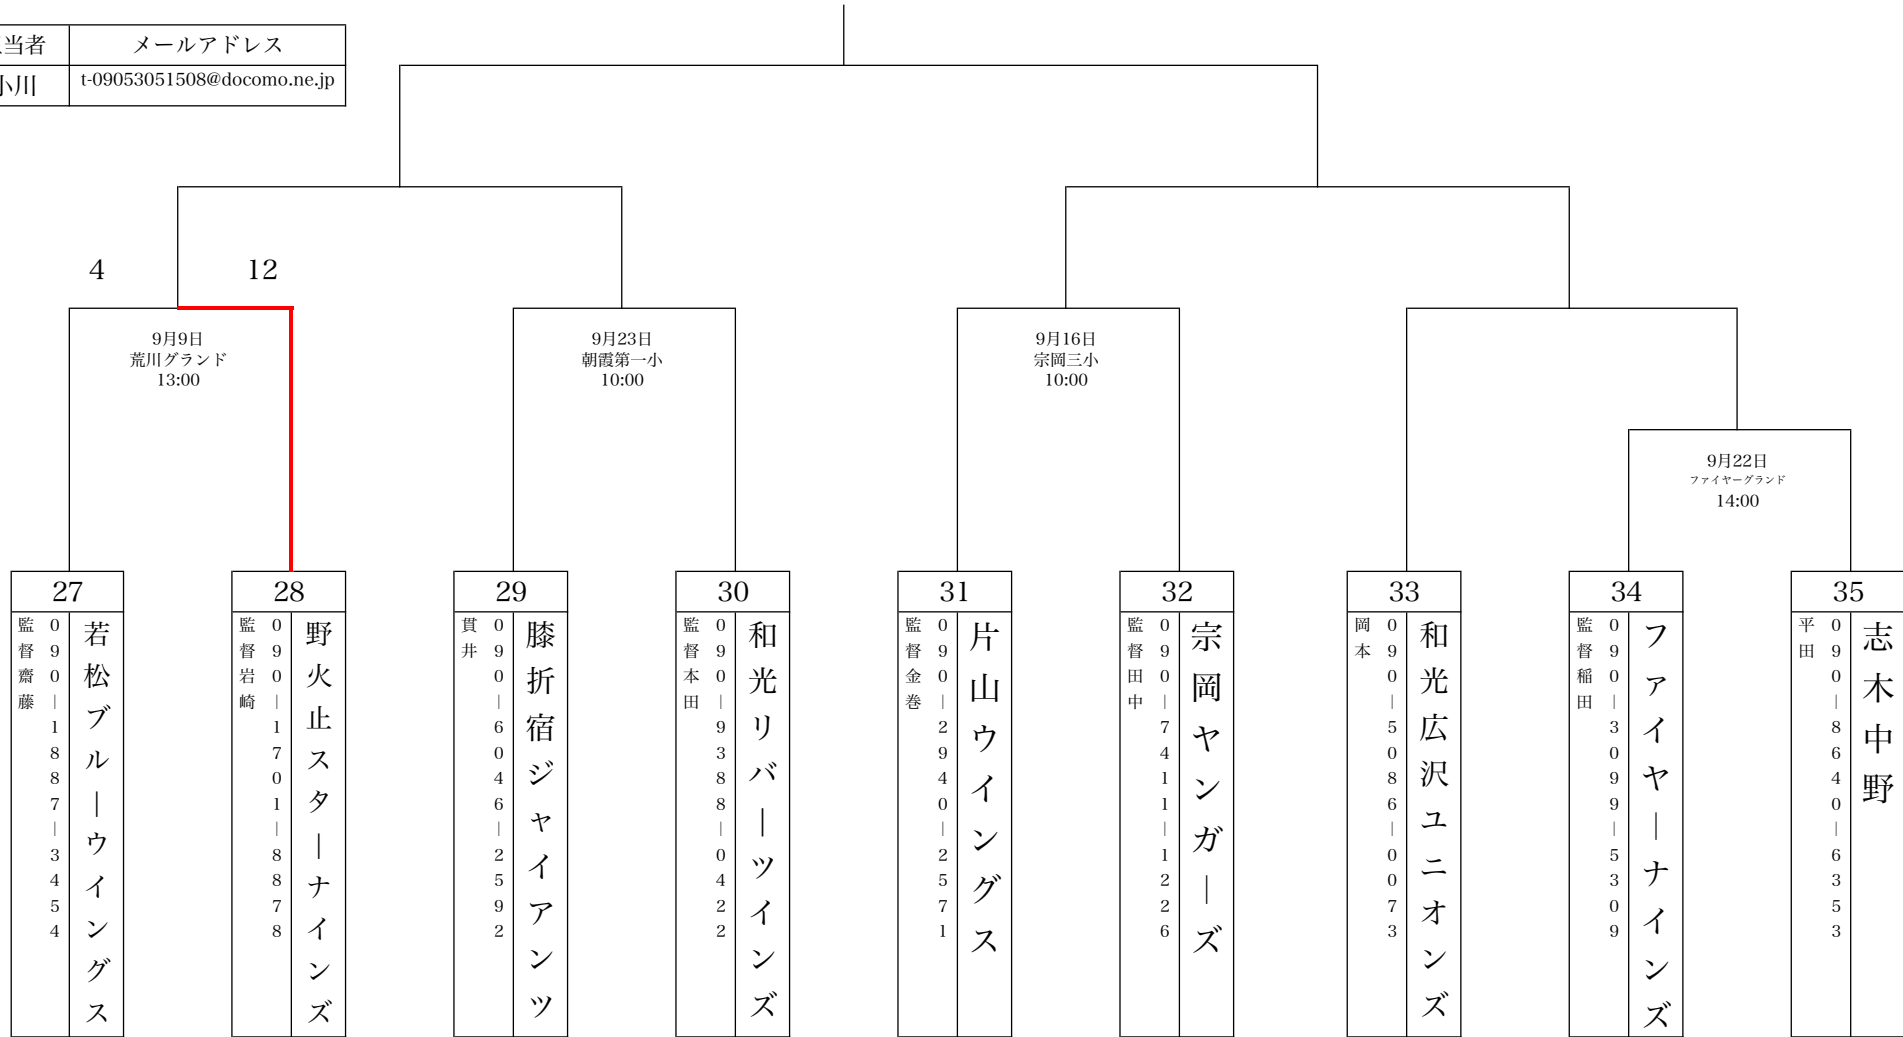 当者
メールアドレス
小川
t-09053051508@docomo.ne.jp
4
12
9月9日
荒川グランド
13:00
9月23日
朝霞第一小
10:00
9月16日
宗岡三小
10:00
9月22日
ファイヤーグランド
14:00
27
若松ブルーウイングス
090-1887-3454
監督齋藤
28
野火止スターナインズ
090-1701-8878
監督岩崎
29
膝折宿ジャイアンツ
090-6046-2592
貫井
30
和光リバーツインズ
090-9388-0422
監督本田
31
片山ウイングス
090-2940-2571
監督金巻
32
宗岡ヤンガーズ
090-7411-1226
監督田中
33
和光広沢ユニオンズ
090-5086-0073
岡本
34
ファイヤーナインズ
090-3099-5309
監督稲田
35
志木中野
090-8640-6353
平田